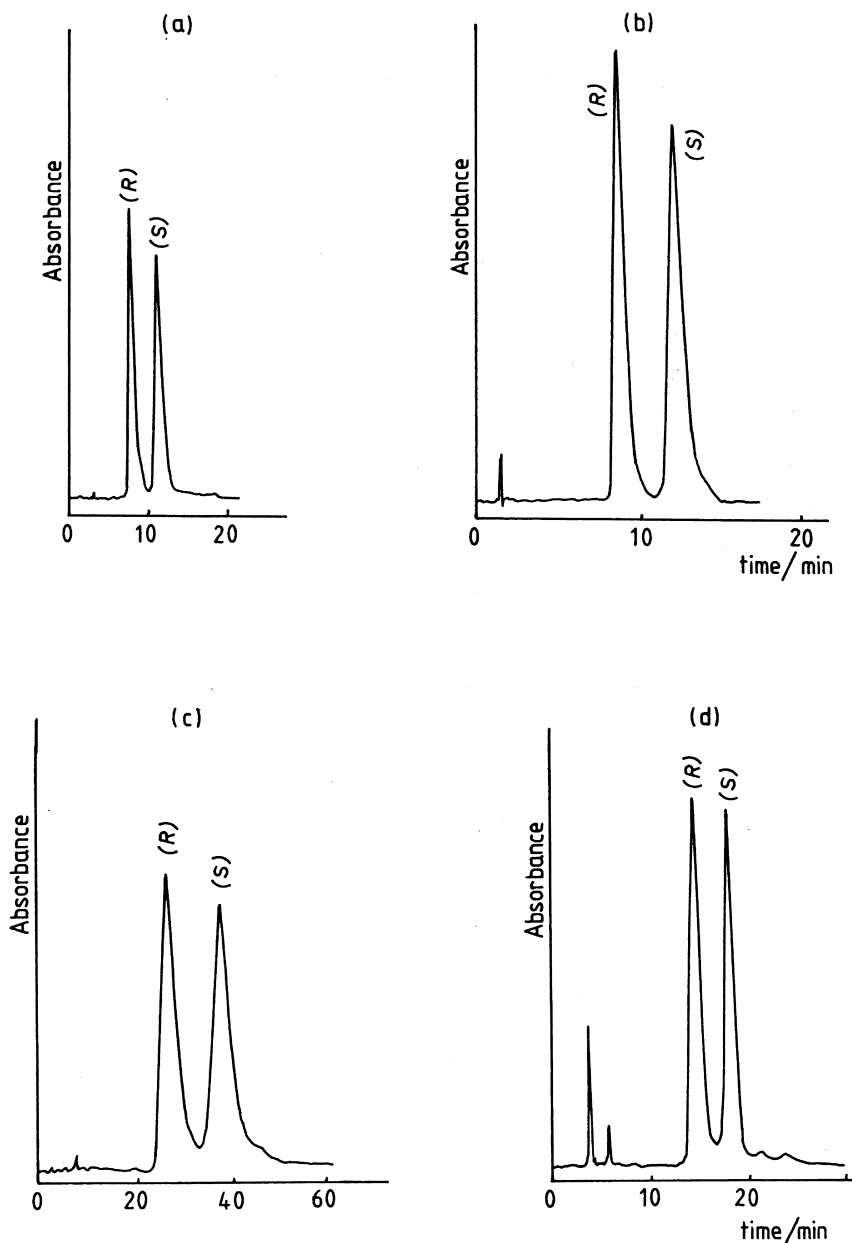 (a)
Absorbance
(R)
(S)
0 10 20
(b)
Absorbance
(R)
(S)
0 10 20
time/min
(c)
Absorbance
(R)
(S)
0 20 40 60
(d)
Absorbance
(R)
(S)
0 10 20
time/min